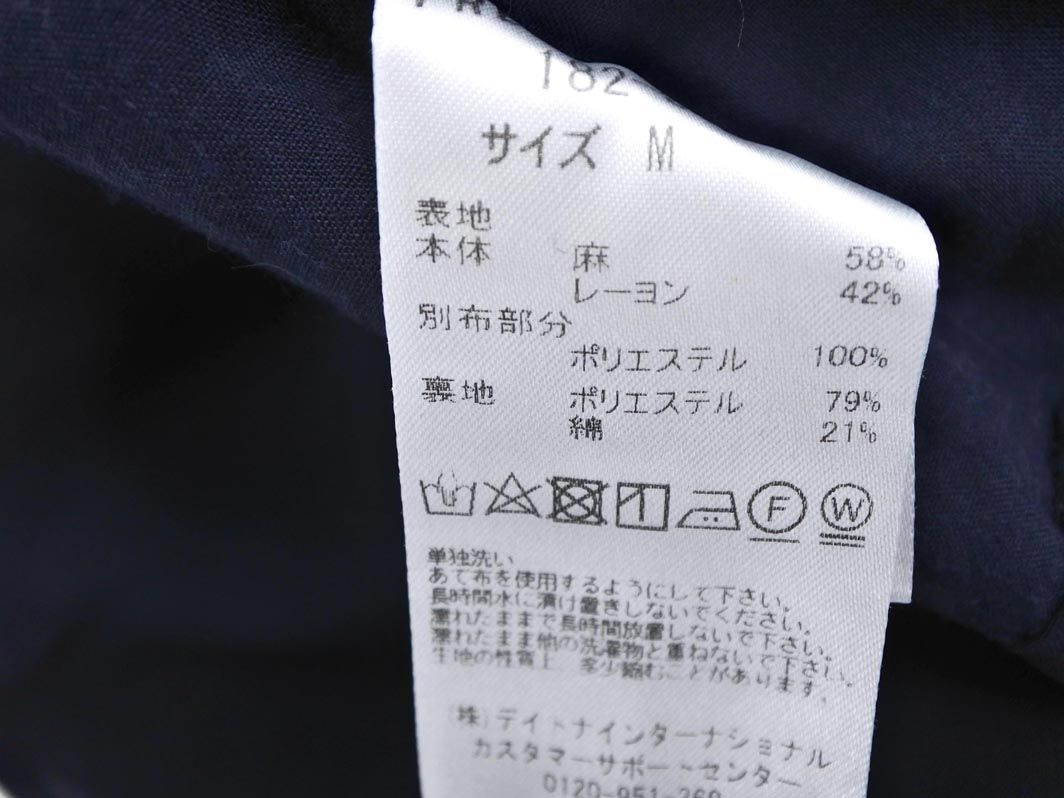 182
サイズ M
表地
本体 麻 58%
レーヨン 42%
別布部分
ポリエステル 100%
裏地 ポリエステル 79%
綿 21%
F W
単独洗い
あて布を使用するようにして下さい。
長時間水に漬け置きしないでください。
濡れたままで長時間放置しないで下さい。
濡れたまま他の洗濯物と重ねないで下さい。
生地の性質上 多少縮むことがあります。
(株)デイトナインターナショナル
カスタマーサポートセンター
0120-951-269